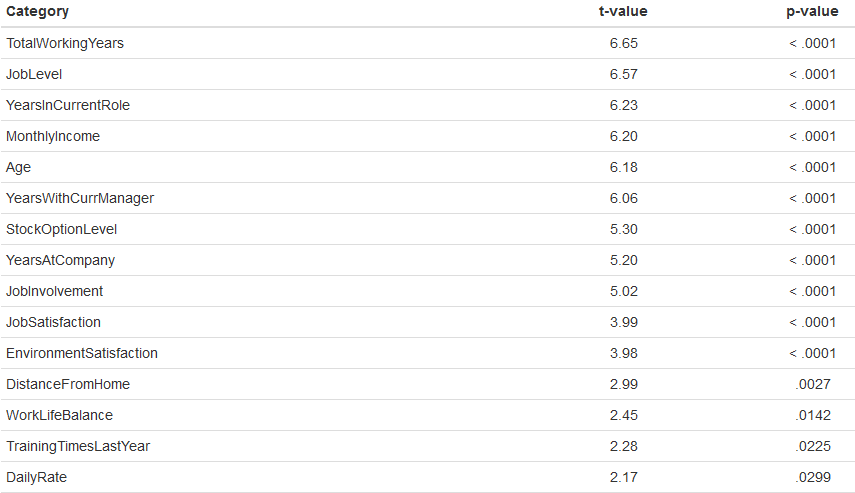 Category t-value p-value
TotalWorkingYears 6.65 < .0001
JobLevel 6.57 < .0001
YearsInCurrentRole 6.23 < .0001
MonthlyIncome 6.20 < .0001
Age 6.18 < .0001
YearsWithCurrManager 6.06 < .0001
StockOptionLevel 5.30 < .0001
YearsAtCompany 5.20 < .0001
JobInvolvement 5.02 < .0001
JobSatisfaction 3.99 < .0001
EnvironmentSatisfaction 3.98 < .0001
DistanceFromHome 2.99 .0027
WorkLifeBalance 2.45 .0142
TrainingTimesLastYear 2.28 .0225
DailyRate 2.17 .0299